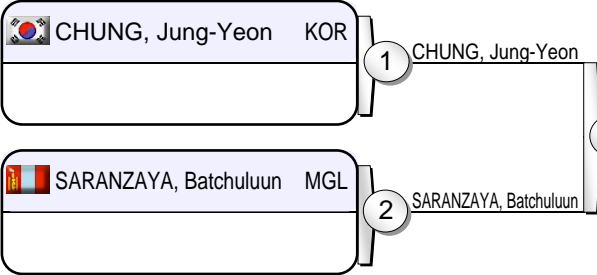 CHUNG, Jung-Yeon KOR
1
CHUNG, Jung-Yeon
SARANZAYA, Batchuluun MGL
2
SARANZAYA, Batchuluun